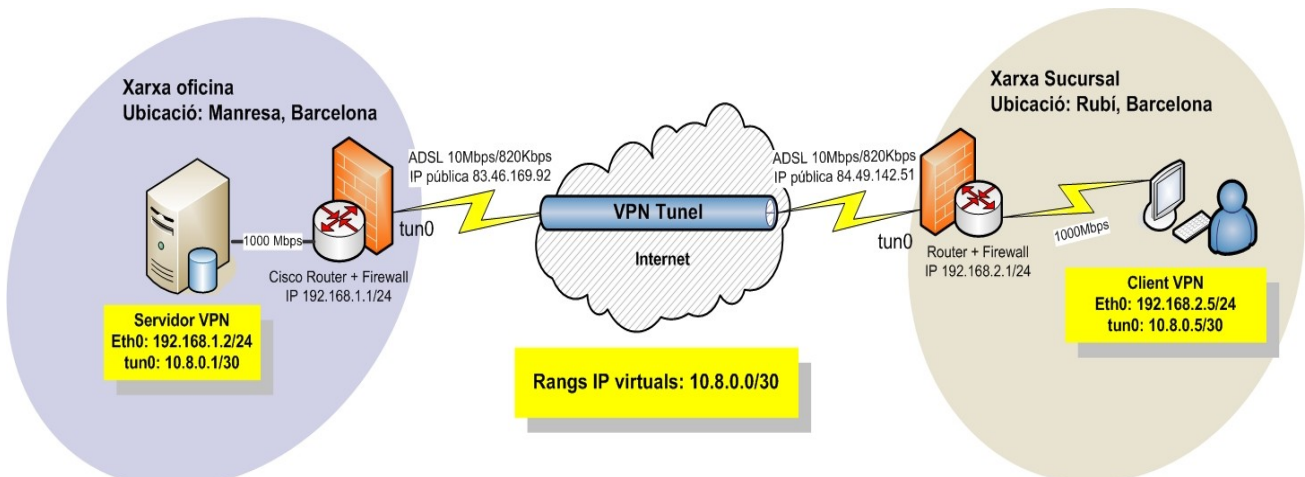 Xarxa oficina
Ubicació: Manresa, Barcelona
1000 Mbps
Cisco Router + Firewall
IP 192.168.1.1/24
Servidor VPN
Eth0: 192.168.1.2/24
tun0: 10.8.0.1/30
ADSL 10Mbps/820Kbps
IP pública 83.46.169.92
tun0
VPN Tunel
Internet
Rangs IP virtuals: 10.8.0.0/30
ADSL 10Mbps/820Kbps
IP pública 84.49.142.51
tun0
Xarxa Sucursal
Ubicació: Rubí, Barcelona
Router + Firewall
IP 192.168.2.1/24
1000Mbps
Client VPN
Eth0: 192.168.2.5/24
tun0: 10.8.0.5/30